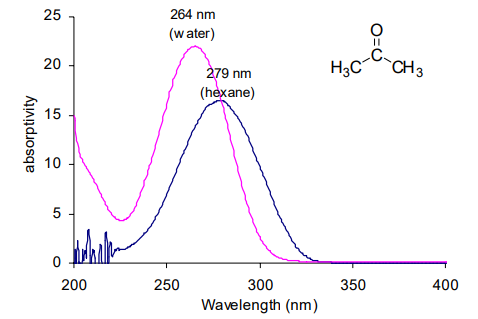 25
264 nm
(water)
20
279 nm
(hexane)
15
10
5
0
absorptivity
200
250
300
350
400
Wavelength (nm)
O
H₃C
C
CH₃